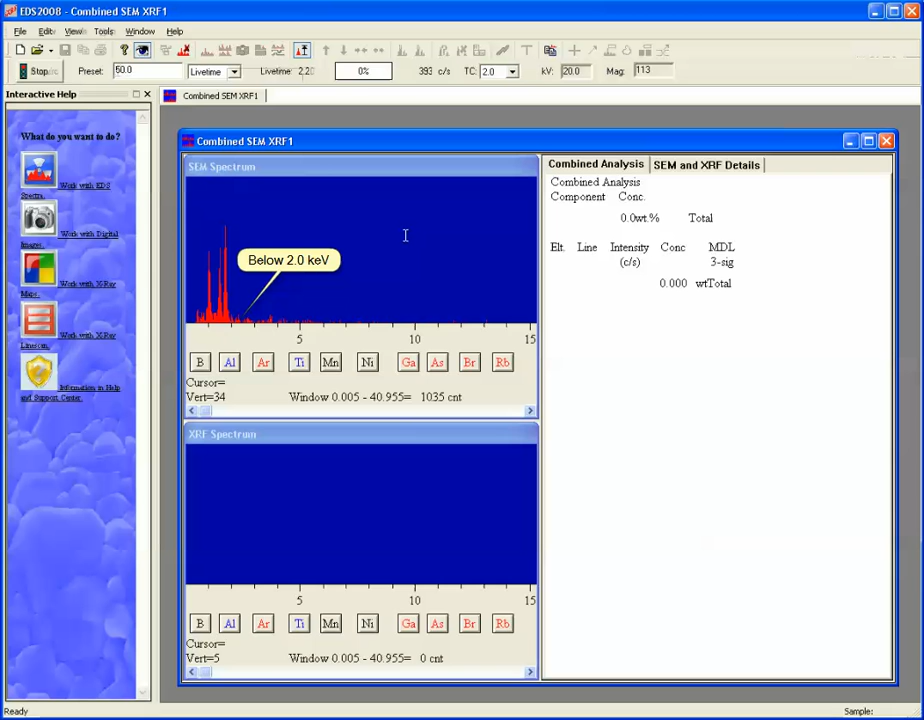 EDS2008 - Combined SEM XRF1
File Edit View Tools Window Help
Stop Preset: 50.0 Livetime Livetime: 2.2 0% 393 c/s TC: 2.0 kV: 20.0 Mag: 113
Interactive Help
Combined SEM XRF1
What do you want to do?
Work with EDS
Spectra.
Work with Digital
Images.
Work with X-Ray
Maps.
Work with X-Ray
Linescan.
Information in Help
and Support Center.
Combined SEM XRF1
SEM Spectrum
Below 2.0 keV
5 10 15
B Al Ar Ti Mn Ni Ga As Br Rb
Cursor=
Vert=34 Window 0.005 - 40.955= 1035 cnt
XRF Spectrum
5 10 15
B Al Ar Ti Mn Ni Ga As Br Rb
Cursor=
Vert=5 Window 0.005 - 40.955= 0 cnt
Combined Analysis SEM and XRF Details
Combined Analysis
Component Conc.
0.0wt.% Total
Elt. Line Intensity Conc MDL
(c/s) 3-sig
0.000 wtTotal
Ready Sample: